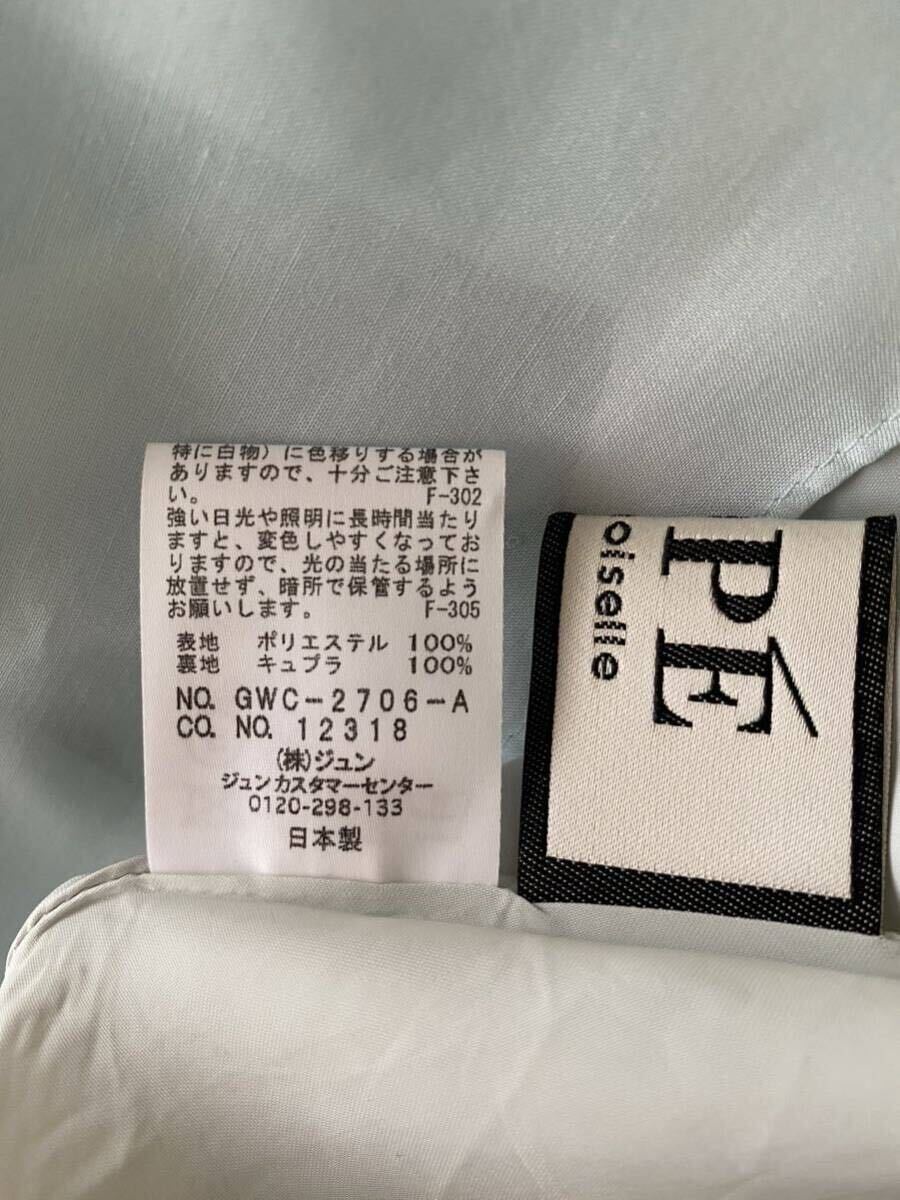 特に白物)に色移りする場合が
ありますので、十分ご注意下さ
い。 F-302
強い日光や照明に長時間当たり
ますと、変色しやすくなってお
りますので、光の当たる場所に
放置せず、暗所で保管するよう
お願いします。 F-305
表地 ポリエステル 100%
裏地 キュプラ 100%
NO. GWC-2706-A
CO. NO. 12318
(株)ジュン
ジュンカスタマーセンター
0120-298-133
日本製
PÉ
oiselle